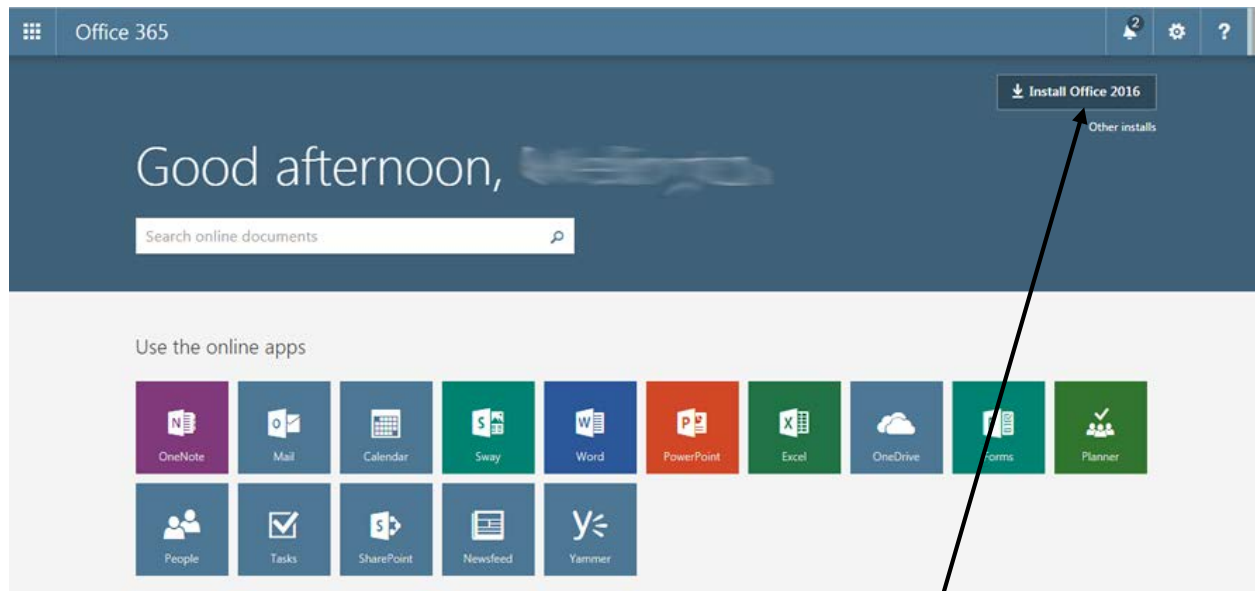 Office 365
2
?
Install Office 2016
Other installs
Good afternoon,
Search online documents
Use the online apps
OneNote
Mail
Calendar
Sway
Word
PowerPoint
Excel
OneDrive
Forms
Planner
People
Tasks
SharePoint
Newsfeed
Yammer